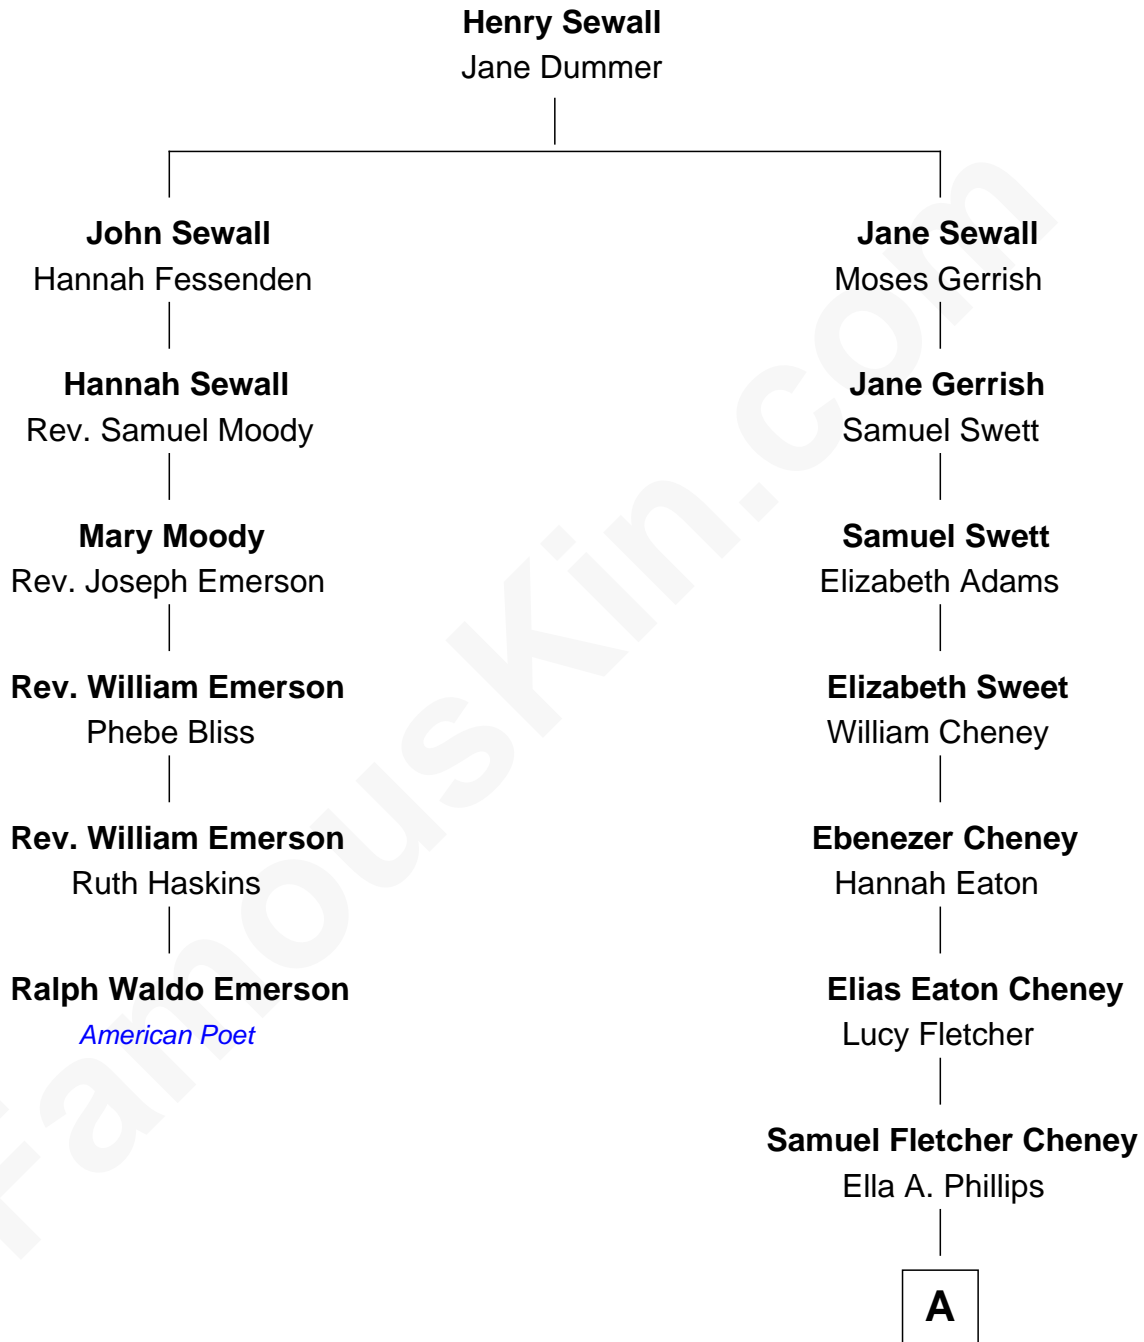 Henry Sewall
Jane Dummer
John Sewall
Hannah Fessenden
Hannah Sewall
Rev. Samuel Moody
Mary Moody
Rev. Joseph Emerson
Rev. William Emerson
Phebe Bliss
Rev. William Emerson
Ruth Haskins
Ralph Waldo Emerson
American Poet
Jane Sewall
Moses Gerrish
Jane Gerrish
Samuel Swett
Samuel Swett
Elizabeth Adams
Elizabeth Sweet
William Cheney
Ebenezer Cheney
Hannah Eaton
Elias Eaton Cheney
Lucy Fletcher
Samuel Fletcher Cheney
Ella A. Phillips
A
FamousKin.com